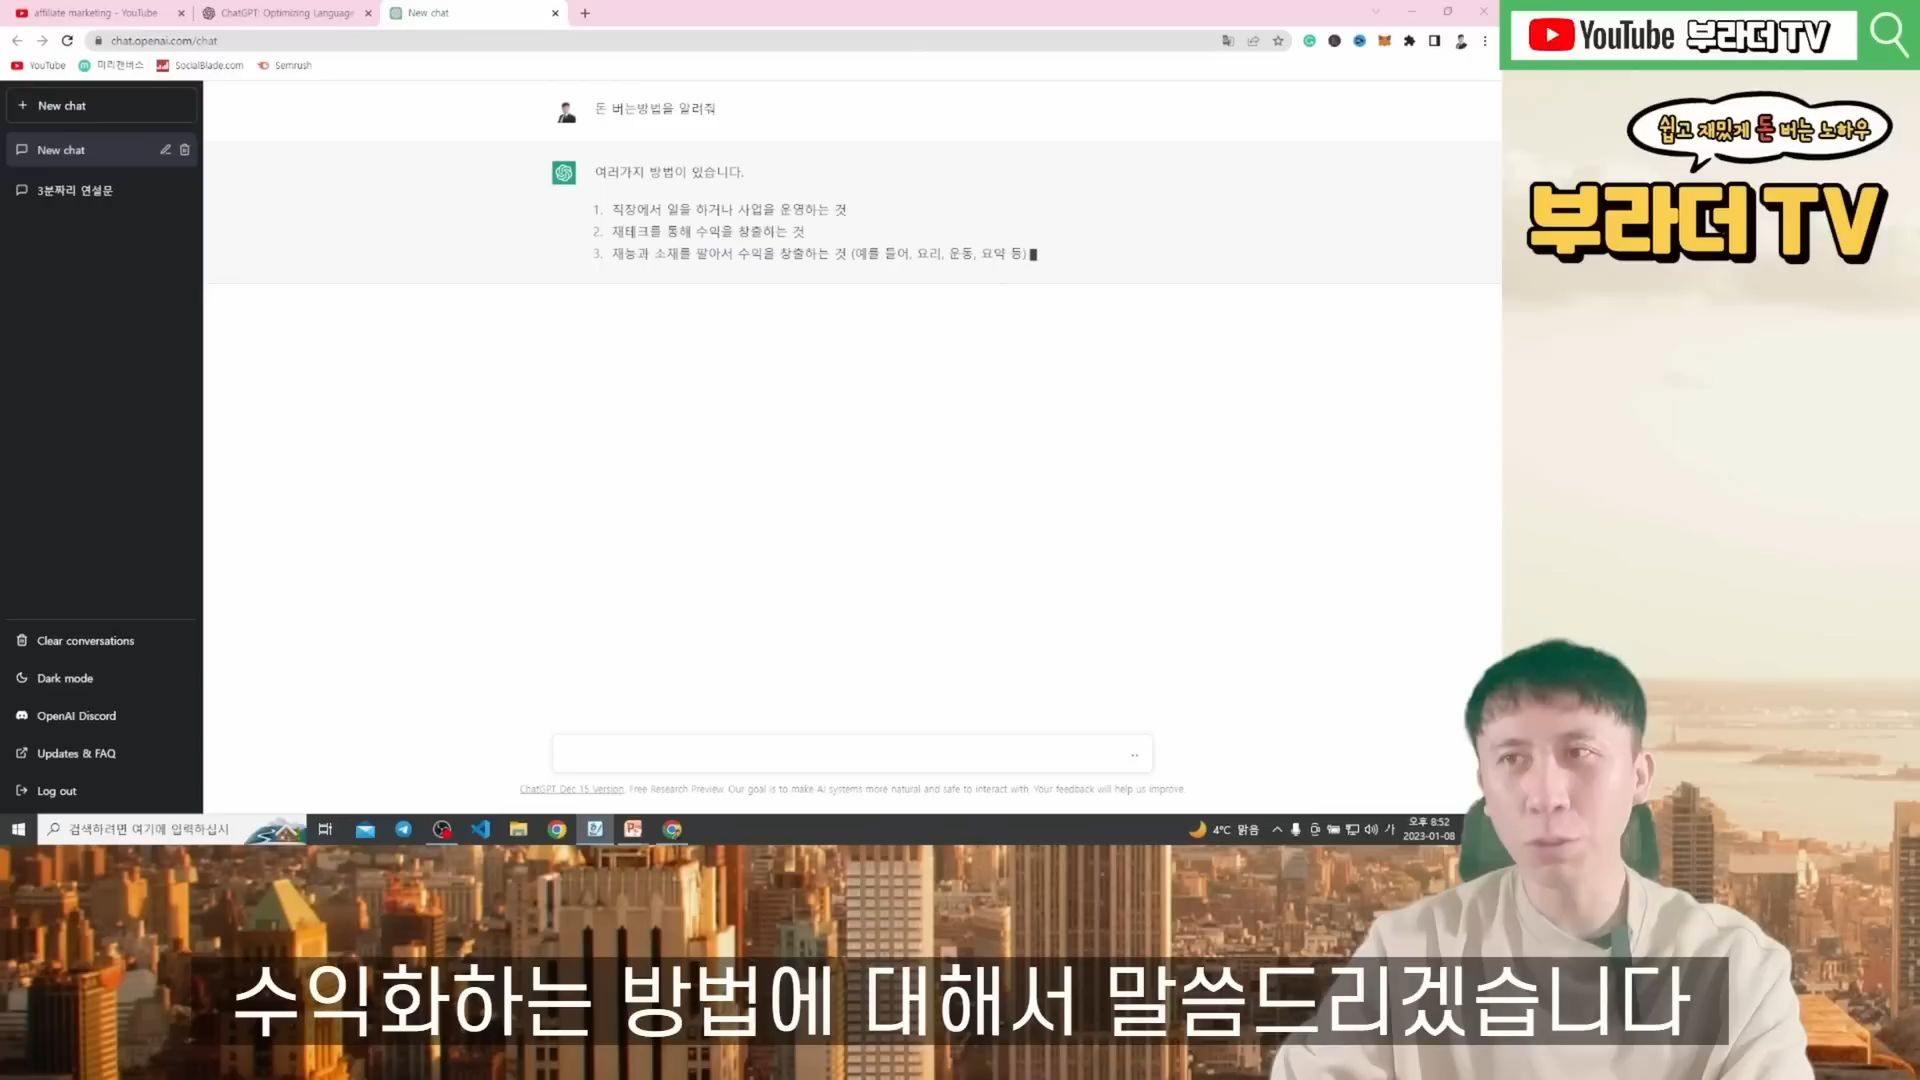 affiliate marketing - YouTube
ChatGPT: Optimizing Language
New chat
chat.openai.com/chat
YouTube
미리캔버스
SocialBlade.com
Semrush
New chat
New chat
3분짜리 연설문
Clear conversations
Dark mode
OpenAI Discord
Updates & FAQ
Log out
돈 버는방법을 알려줘
여러가지 방법이 있습니다.
1. 직장에서 일을 하거나 사업을 운영하는 것
2. 재테크를 통해 수익을 창출하는 것
3. 재능과 소재를 팔아서 수익을 창출하는 것 (예를 들어, 요리, 운동, 요약 등)
ChatGPT Dec 15 Version. Free Research Preview. Our goal is to make AI systems more natural and safe to interact with. Your feedback will help us improve.
검색하려면 여기에 입력하십시
4°C 맑음
가
오후 8:52
2023-01-08
YouTube 부라더TV
쉽고 재밌게 돈 버는 노하우
부라더TV
수익화하는 방법에 대해서 말씀드리겠습니다